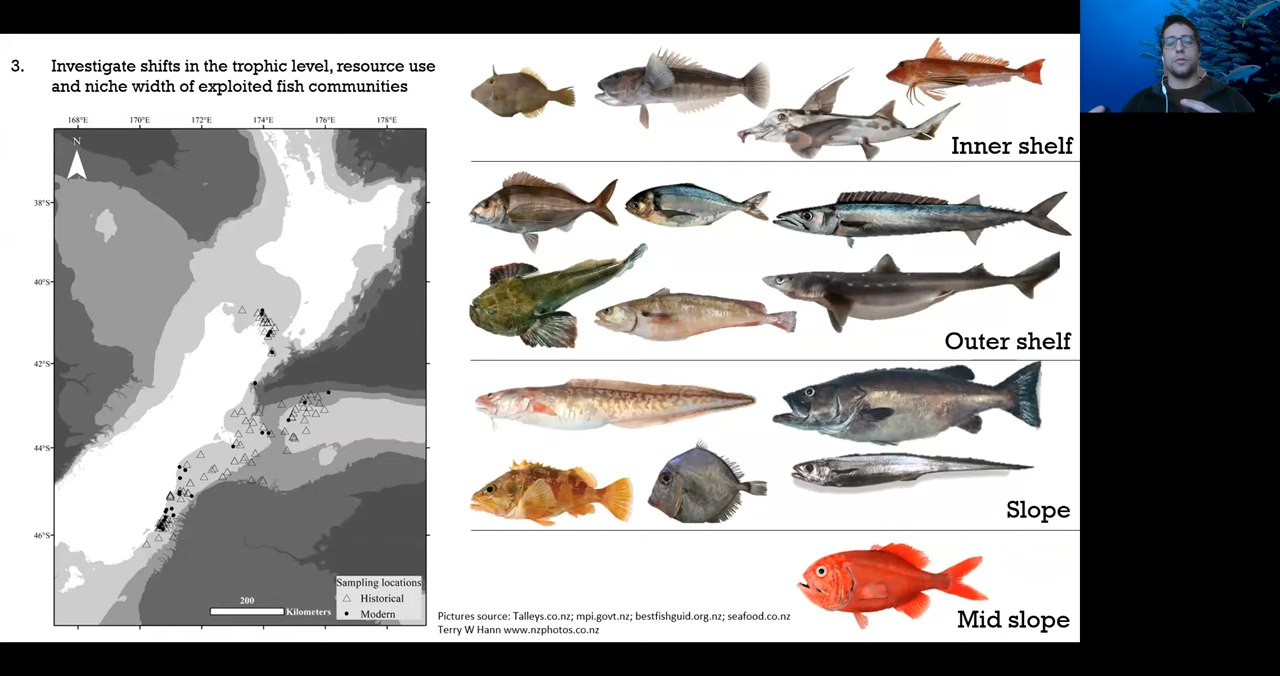 3. Investigate shifts in the trophic level, resource use
and niche width of exploited fish communities
168°E 170°E 172°E 174°E 176°E 178°E
N
38°S
40°S
42°S
44°S
46°S
Sampling locations
Historical
Modern
200
Kilometers
Inner shelf
Outer shelf
Slope
Mid slope
Pictures source: Talleys.co.nz; mpi.govt.nz; bestfishguid.org.nz; seafood.co.nz
Terry W Hann www.nzphotos.co.nz